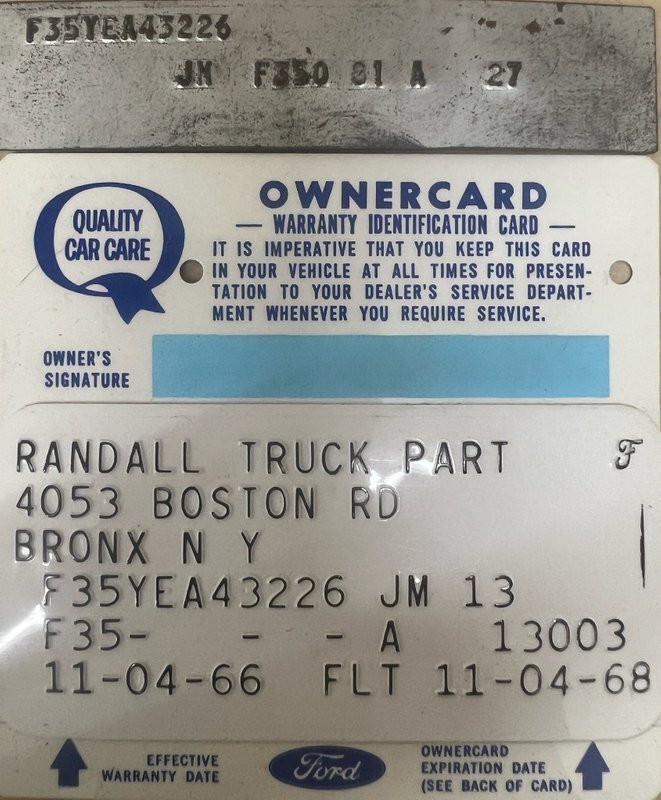 F35YEA43226
JM F350 81 A 27
QUALITY
CAR CARE
OWNERCARD
— WARRANTY IDENTIFICATION CARD —
IT IS IMPERATIVE THAT YOU KEEP THIS CARD
IN YOUR VEHICLE AT ALL TIMES FOR PRESEN-
TATION TO YOUR DEALER'S SERVICE DEPART-
MENT WHENEVER YOU REQUIRE SERVICE.
OWNER'S
SIGNATURE
RANDALL TRUCK PART F
4053 BOSTON RD
BRONX N Y
F35YEA43226 JM 13
F35- - - A 13003
11-04-66 FLT 11-04-68
EFFECTIVE
WARRANTY DATE
Ford
OWNERCARD
EXPIRATION DATE
(SEE BACK OF CARD)